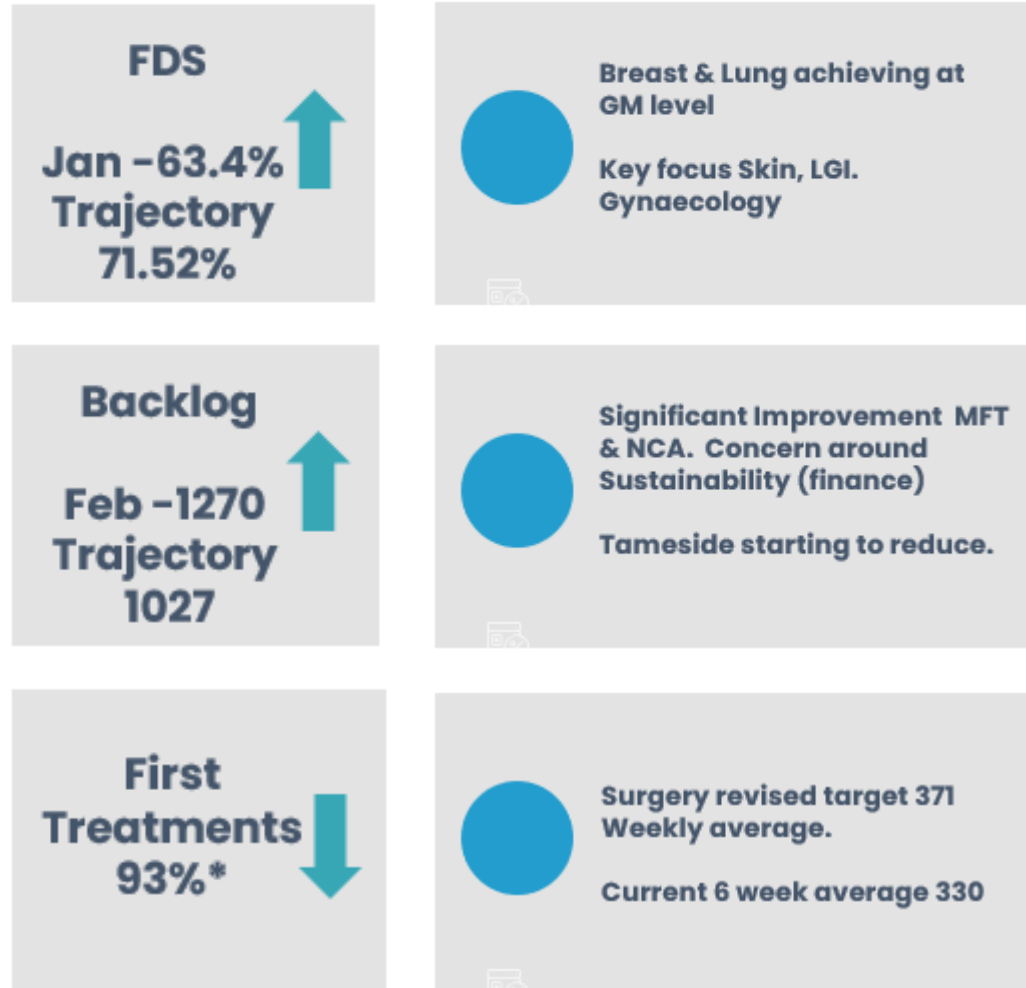 FDS
Jan -63.4%
Trajectory
71.52%
Breast & Lung achieving at
GM level
Key focus Skin, LGI.
Gynaecology
Backlog
Feb -1270
Trajectory
1027
Significant Improvement  MFT
& NCA.  Concern around
Sustainability (finance)
Tameside starting to reduce.
First
Treatments
93%*
Surgery revised target 371
Weekly average.
Current 6 week average 330